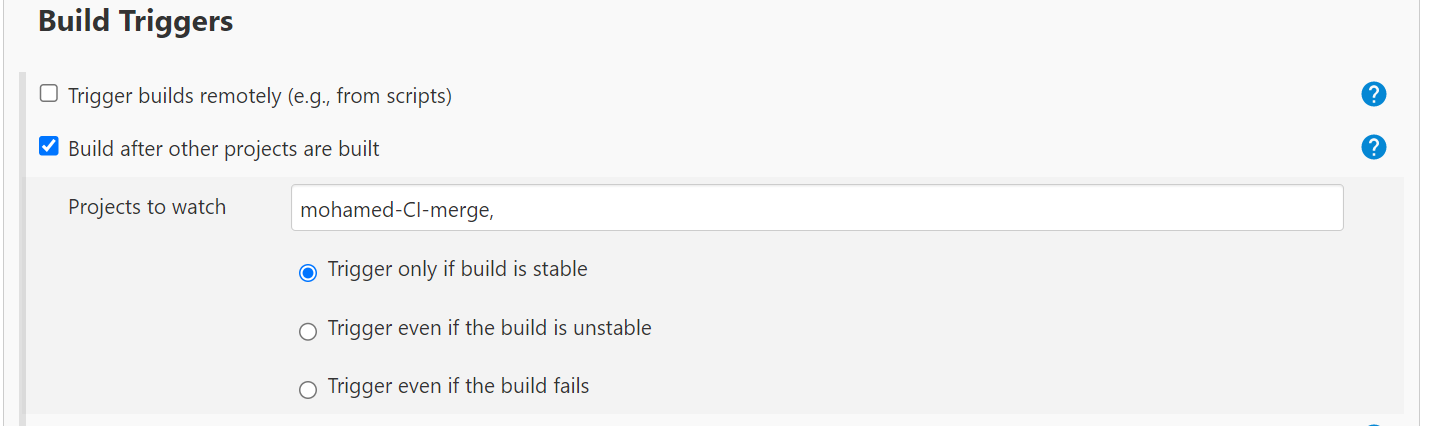 Build Triggers
Trigger builds remotely (e.g., from scripts)
?
Build after other projects are built
?
Projects to watch
mohamed-CI-merge,
Trigger only if build is stable
Trigger even if the build is unstable
Trigger even if the build fails